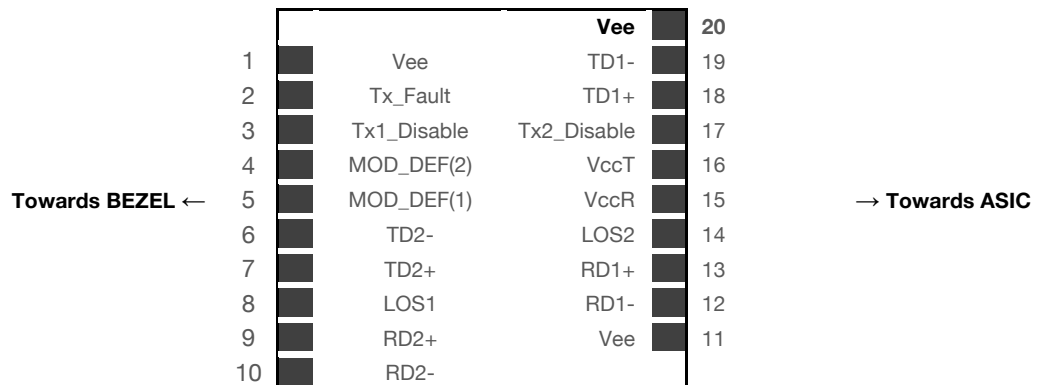 Vee 20
1 Vee TD1- 19
2 Tx_Fault TD1+ 18
3 Tx1_Disable Tx2_Disable 17
4 MOD_DEF(2) VccT 16
Towards BEZEL ← 5 MOD_DEF(1) VccR 15 → Towards ASIC
6 TD2- LOS2 14
7 TD2+ RD1+ 13
8 LOS1 RD1- 12
9 RD2+ Vee 11
10 RD2-